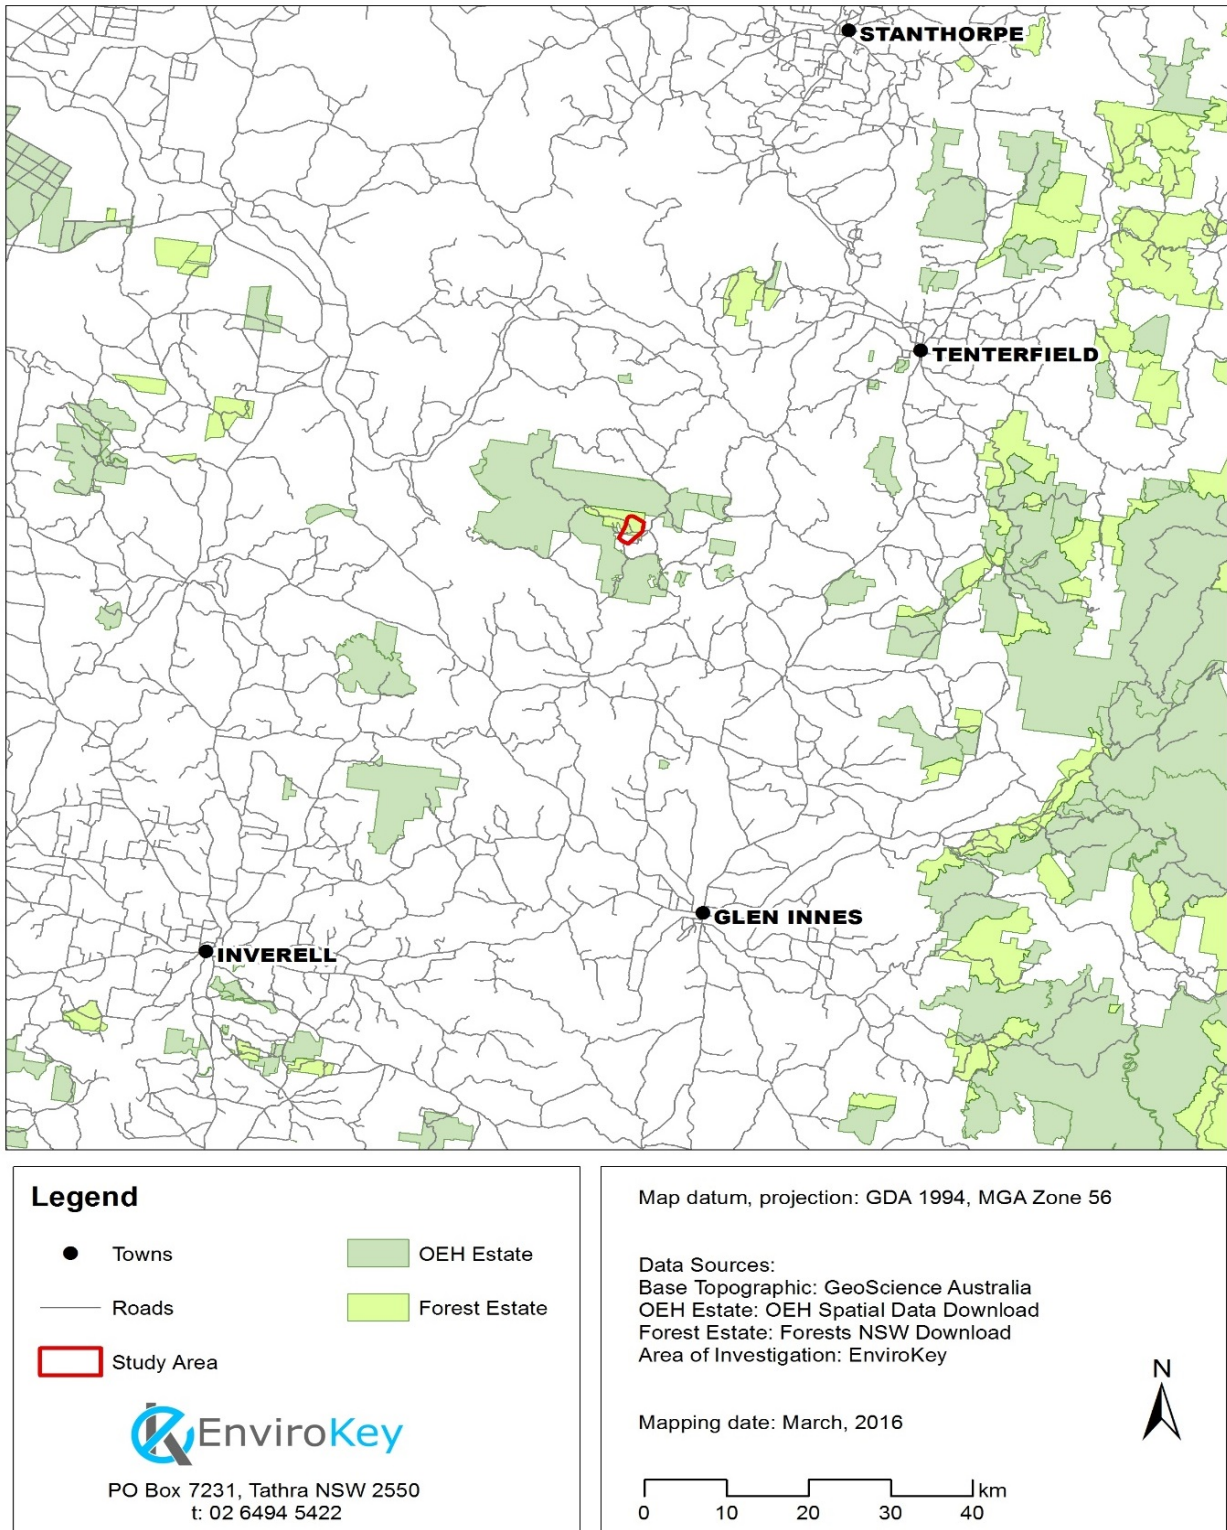 STANTHORPE
TENTERFIELD
GLEN INNES
INVERELL
Legend
Towns
OEH Estate
Roads
Forest Estate
Study Area
EnviroKey
PO Box 7231, Tathra NSW 2550
t: 02 6494 5422
Map datum, projection: GDA 1994, MGA Zone 56
Data Sources:
Base Topographic: GeoScience Australia
OEH Estate: OEH Spatial Data Download
Forest Estate: Forests NSW Download
Area of Investigation: EnviroKey
Mapping date: March, 2016
N
km
0 10 20 30 40